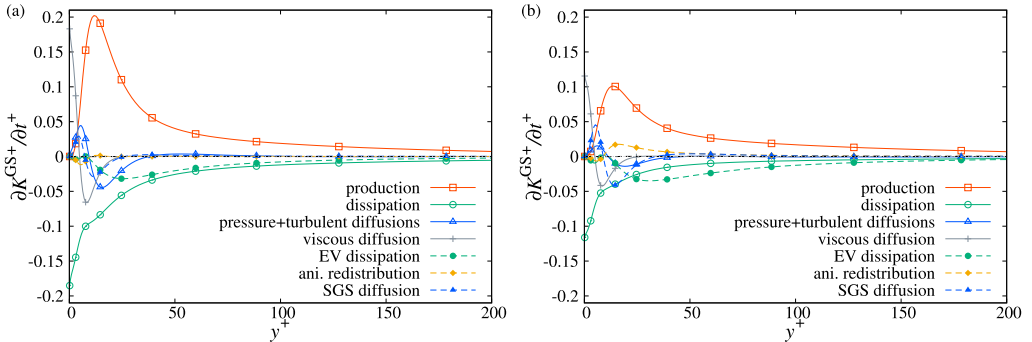 (a)
∂K^GS+/∂t^+
0.2
0.15
0.1
0.05
0
-0.05
-0.1
-0.15
-0.2
production
dissipation
pressure+turbulent diffusions
viscous diffusion
EV dissipation
ani. redistribution
SGS diffusion
0 50 100 150 200
y^+
(b)
∂K^GS+/∂t^+
0.2
0.15
0.1
0.05
0
-0.05
-0.1
-0.15
-0.2
production
dissipation
pressure+turbulent diffusions
viscous diffusion
EV dissipation
ani. redistribution
SGS diffusion
0 50 100 150 200
y^+